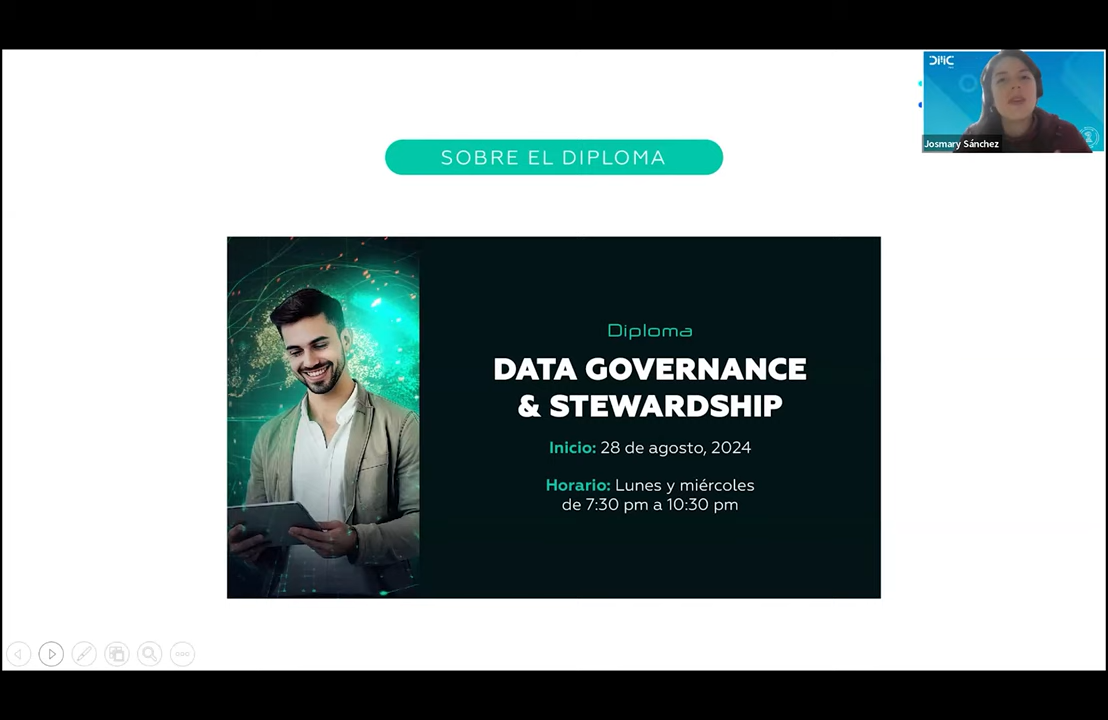 DMC
Josmary Sánchez
SOBRE EL DIPLOMA
Diploma
DATA GOVERNANCE
& STEWARDSHIP
Inicio: 28 de agosto, 2024
Horario: Lunes y miércoles
de 7:30 pm a 10:30 pm